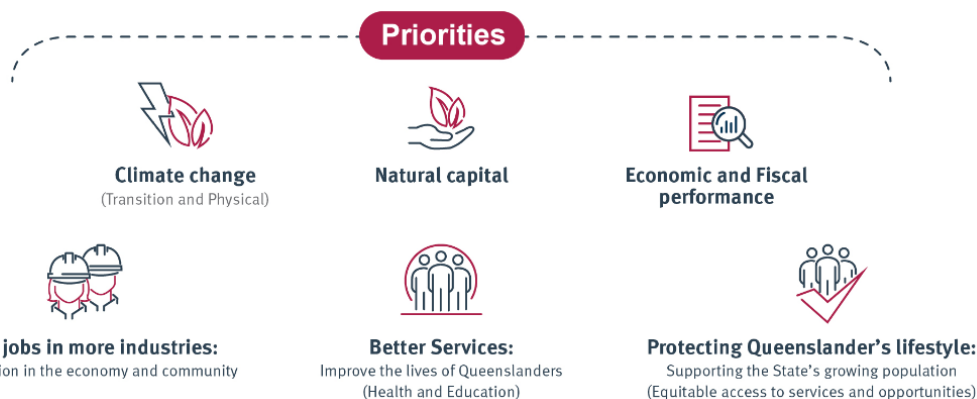 Priorities
Climate change
(Transition and Physical)
Natural capital
Economic and Fiscal
performance
jobs in more industries:
in the economy and community
Better Services:
Improve the lives of Queenslanders
(Health and Education)
Protecting Queenslander's lifestyle:
Supporting the State's growing population
(Equitable access to services and opportunities)